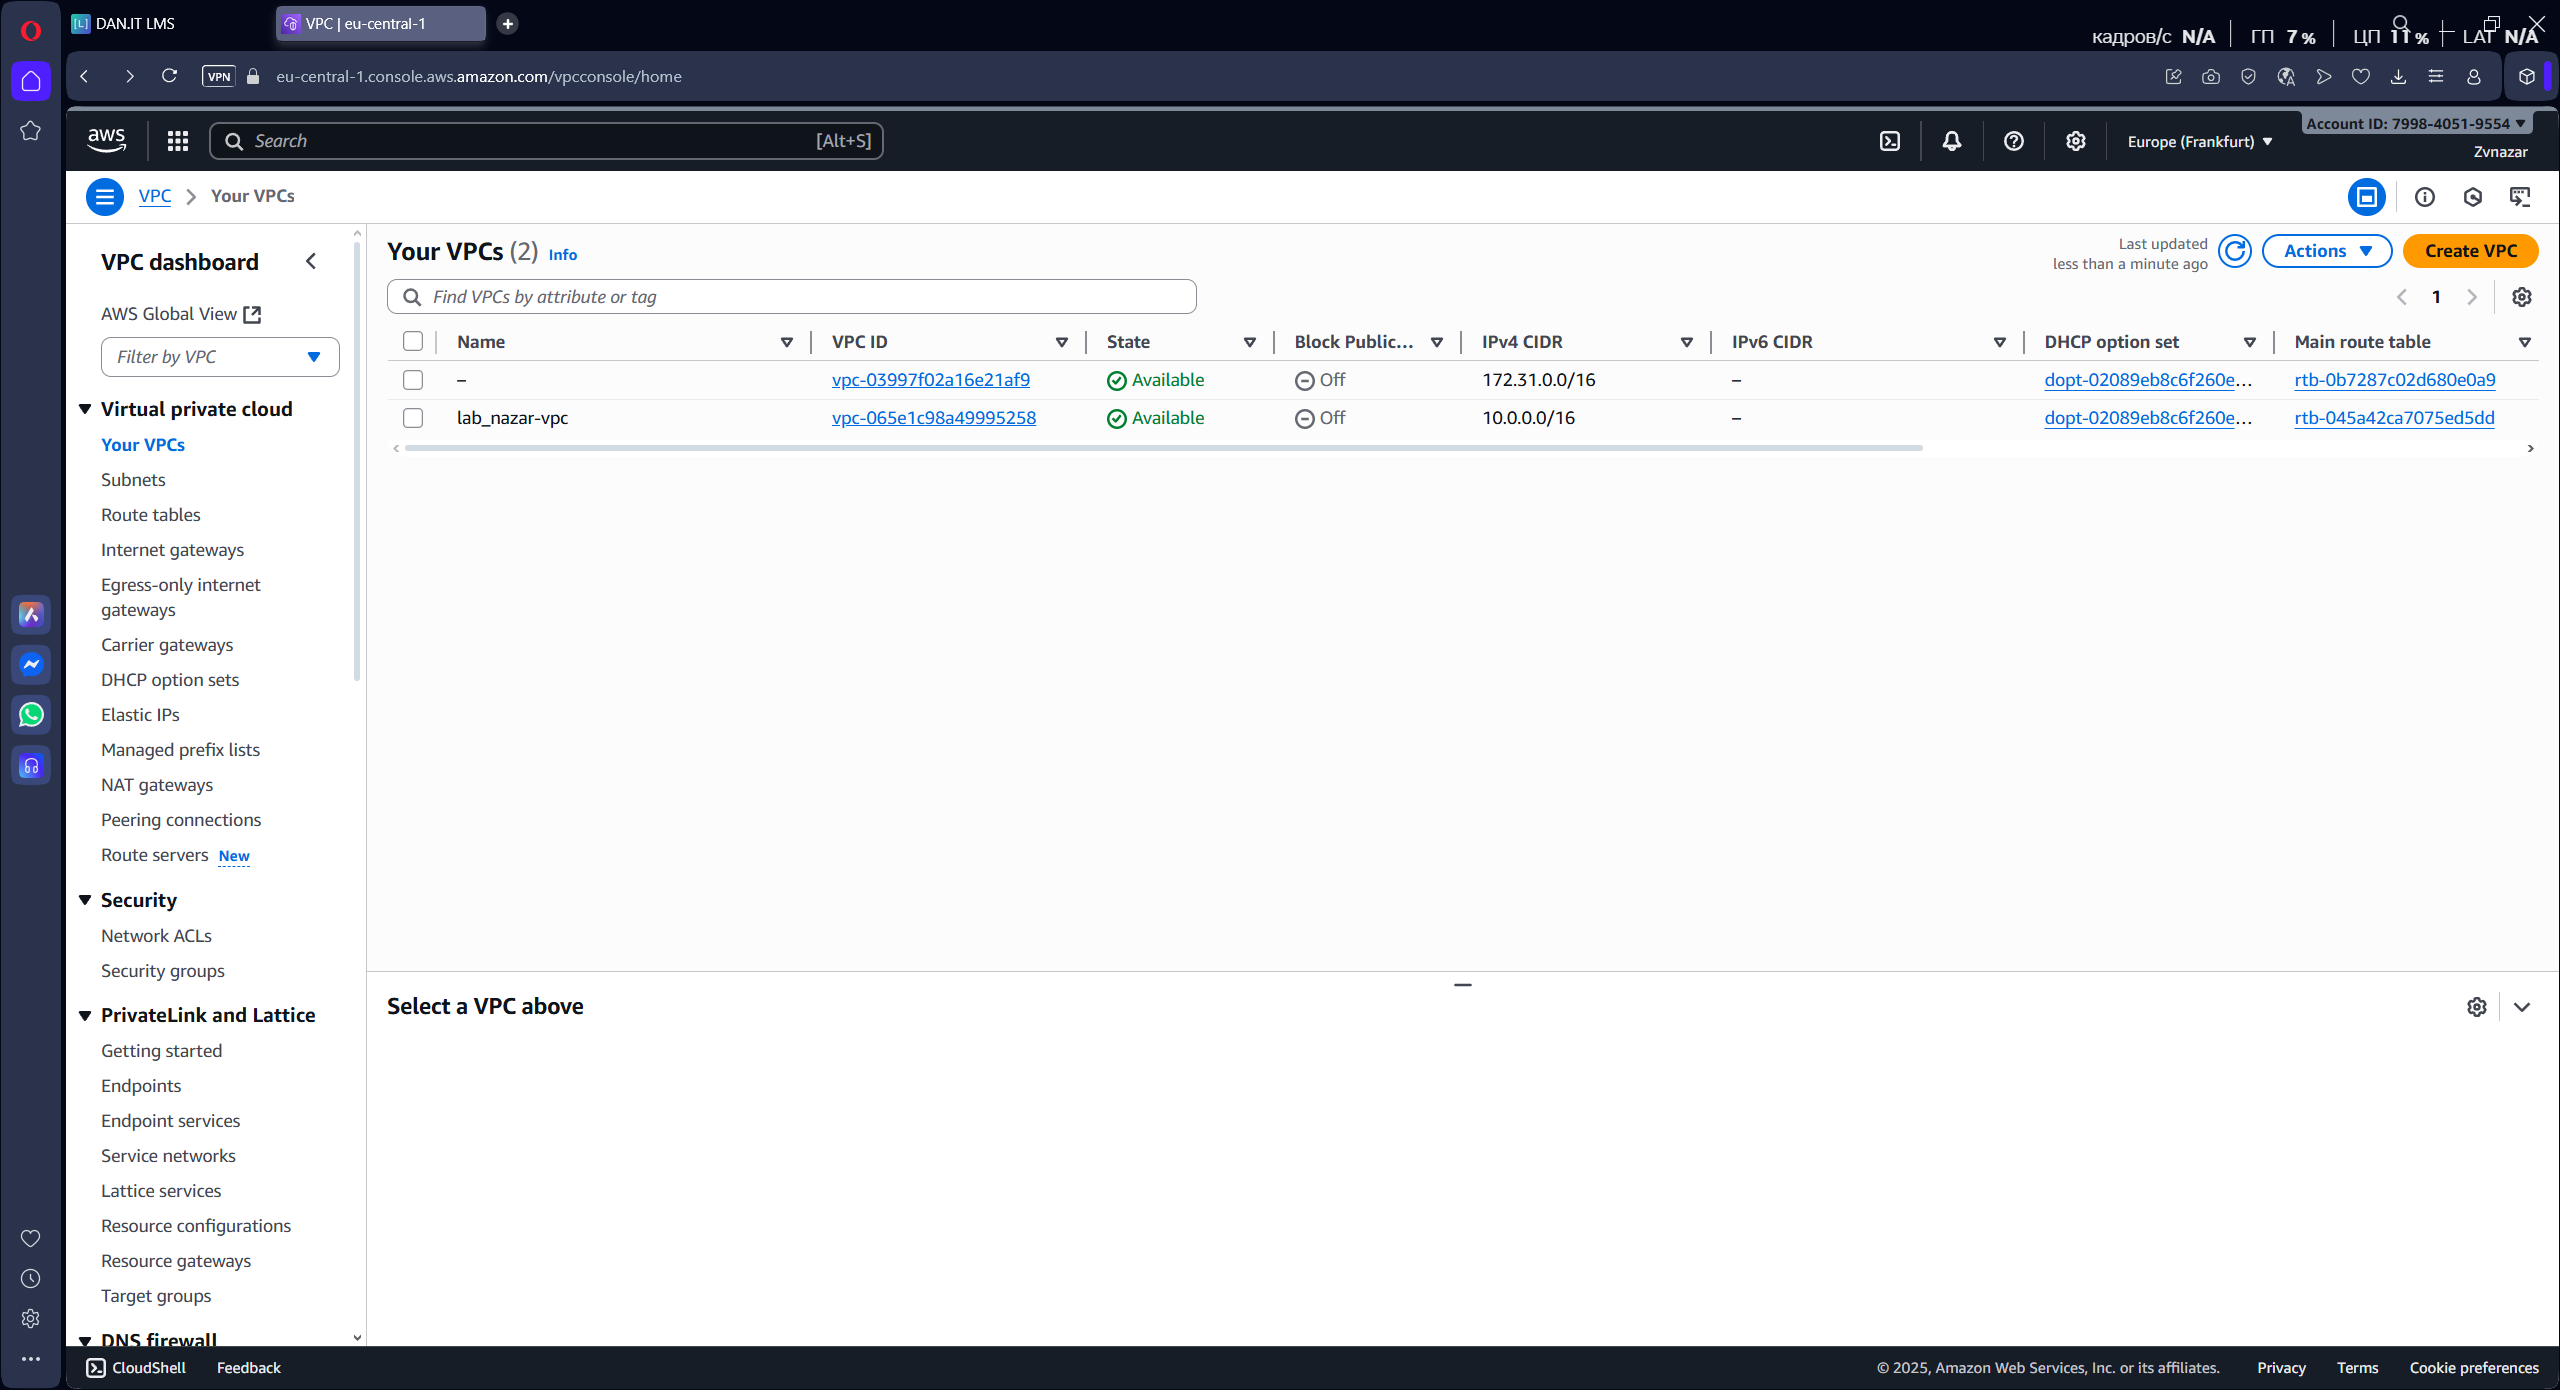 DAN.IT LMS
VPC | eu-central-1
кадров/с N/A ГП 7 % ЦП 11 % LAT N/A
VPN eu-central-1.console.aws.amazon.com/vpcconsole/home
aws Search [Alt+S] Europe (Frankfurt) Account ID: 7998-4051-9554
Zvnazar
VPC Your VPCs
VPC dashboard
AWS Global View
Filter by VPC
Virtual private cloud
Your VPCs
Subnets
Route tables
Internet gateways
Egress-only internet
gateways
Carrier gateways
DHCP option sets
Elastic IPs
Managed prefix lists
NAT gateways
Peering connections
Route servers New
Security
Network ACLs
Security groups
PrivateLink and Lattice
Getting started
Endpoints
Endpoint services
Service networks
Lattice services
Resource configurations
Resource gateways
Target groups
DNS firewall
Your VPCs (2) Info
Last updated
less than a minute ago
Actions Create VPC
Find VPCs by attribute or tag
1
Name VPC ID State Block Public... IPv4 CIDR IPv6 CIDR DHCP option set Main route table
– vpc-03997f02a16e21af9 Available Off 172.31.0.0/16 – dopt-02089eb8c6f260e... rtb-0b7287c02d680e0a9
lab_nazar-vpc vpc-065e1c98a49995258 Available Off 10.0.0.0/16 – dopt-02089eb8c6f260e... rtb-045a42ca7075ed5dd
Select a VPC above
CloudShell Feedback © 2025, Amazon Web Services, Inc. or its affiliates. Privacy Terms Cookie preferences